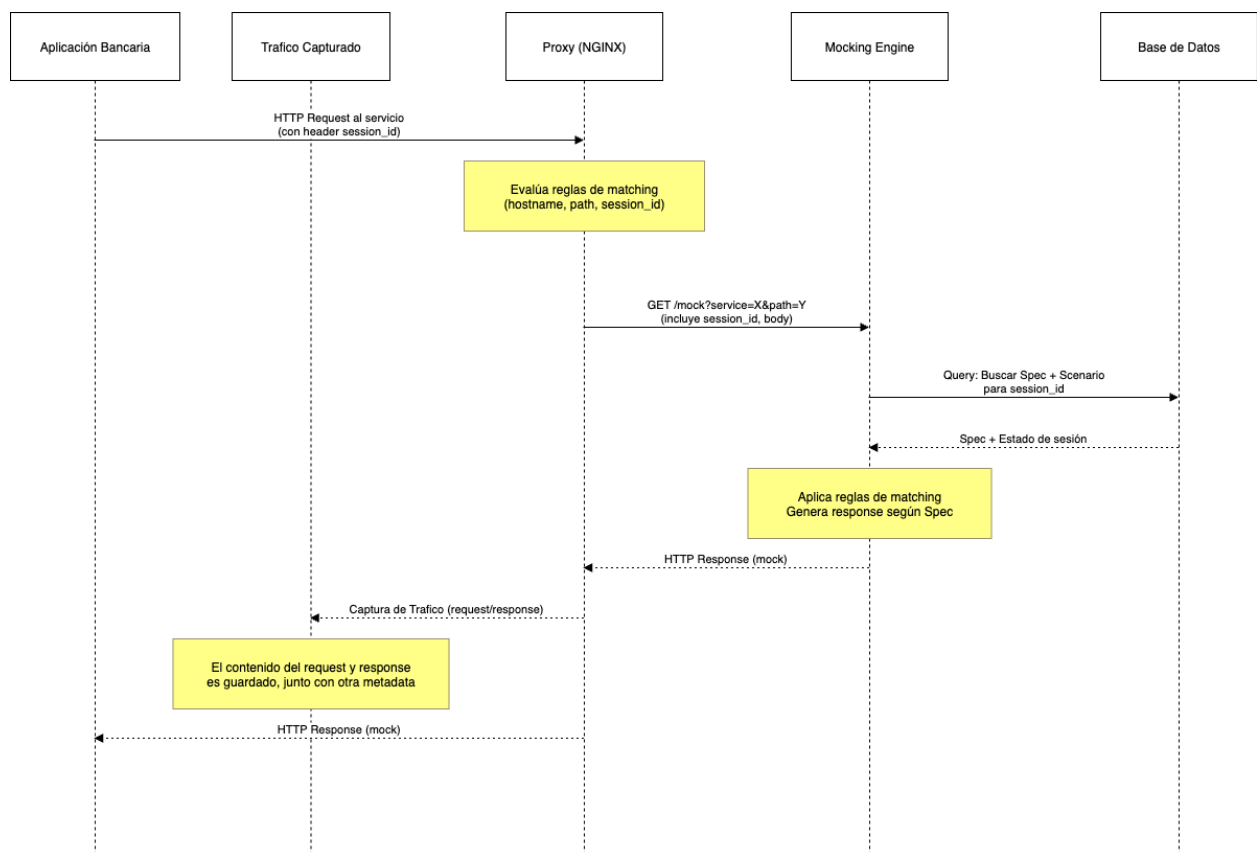 Aplicación Bancaria
Trafico Capturado
Proxy (NGINX)
Mocking Engine
Base de Datos
HTTP Request al servicio
(con header session_id)
Evalúa reglas de matching
(hostname, path, session_id)
GET /mock?service=X&path=Y
(incluye session_id, body)
Query: Buscar Spec + Scenario
para session_id
Spec + Estado de sesión
Aplica reglas de matching
Genera response según Spec
HTTP Response (mock)
Captura de Trafico (request/response)
El contenido del request y response
es guardado, junto con otra metadata
HTTP Response (mock)